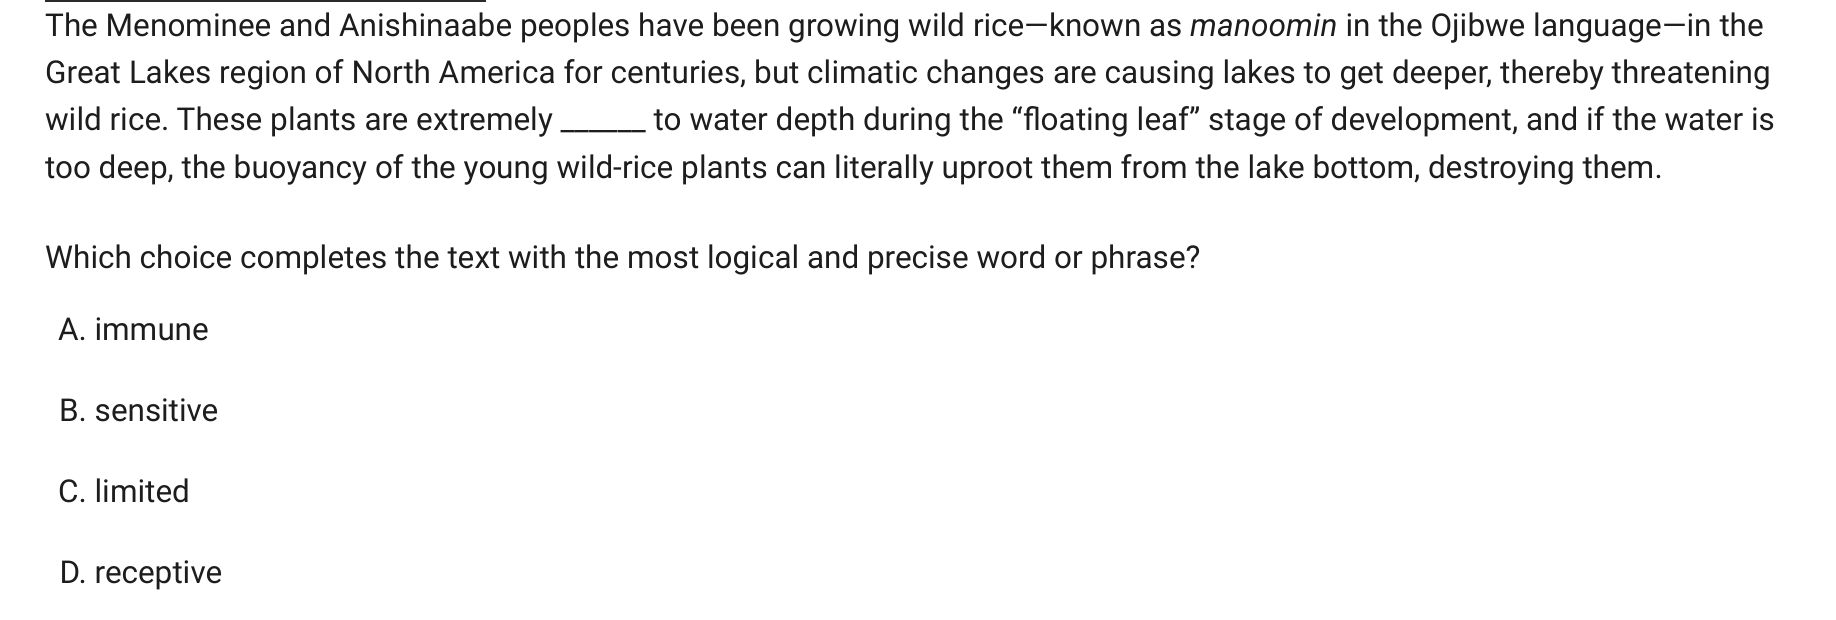 The Menominee and Anishinaabe peoples have been growing wild rice—known as manoomin in the Ojibwe language—in the
Great Lakes region of North America for centuries, but climatic changes are causing lakes to get deeper, thereby threatening
wild rice. These plants are extremely ______ to water depth during the “floating leaf” stage of development, and if the water is
too deep, the buoyancy of the young wild-rice plants can literally uproot them from the lake bottom, destroying them.
Which choice completes the text with the most logical and precise word or phrase?
A. immune
B. sensitive
C. limited
D. receptive